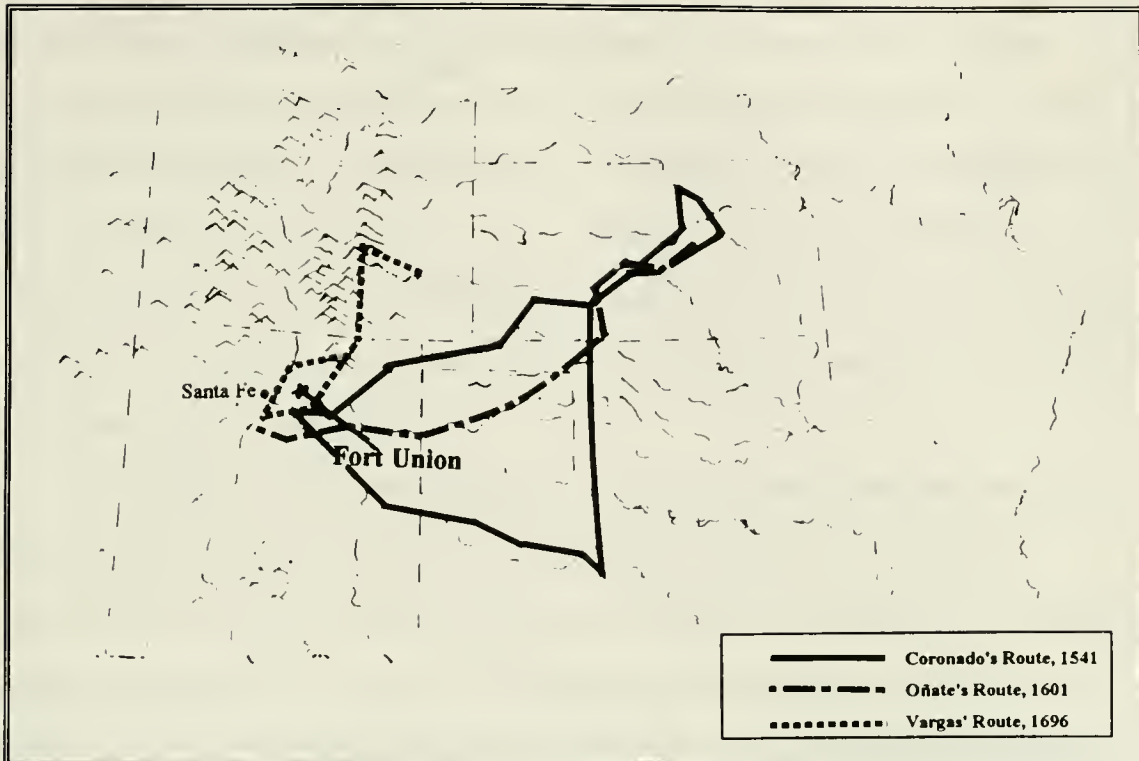 Santa Fe
Fort Union
Coronado's Route, 1541
Oñate's Route, 1601
Vargas' Route, 1696